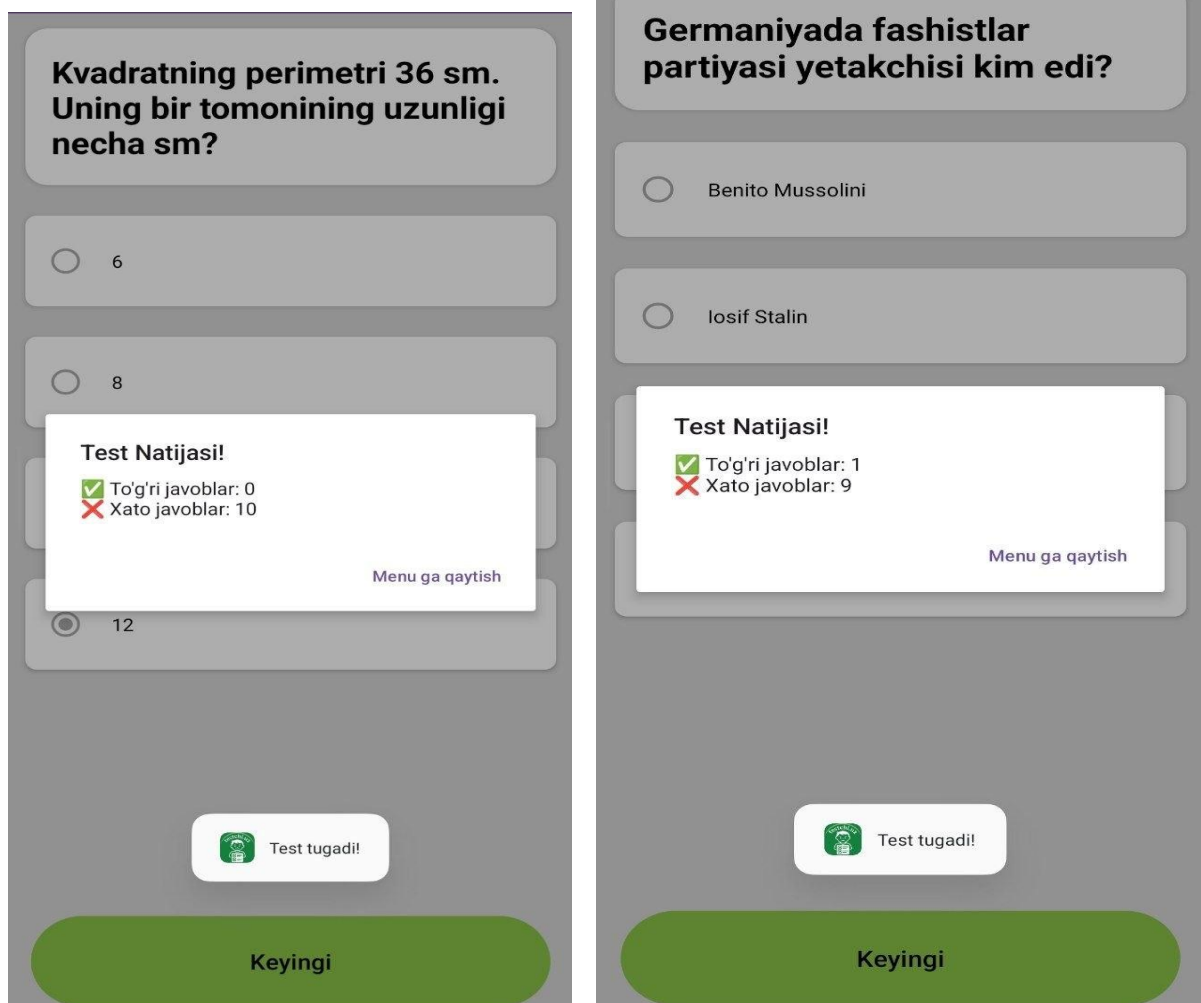 Kvadratning perimetri 36 sm.
Uning bir tomonining uzunligi
necha sm?
6
8
Test Natijasi!
✅ To'g'ri javoblar: 0
❌ Xato javoblar: 10
Menu ga qaytish
12
Test tugadi!
Keyingi
Germaniyada fashistlar
partiyasi yetakchisi kim edi?
Benito Mussolini
Iosif Stalin
Test Natijasi!
✅ To'g'ri javoblar: 1
❌ Xato javoblar: 9
Menu ga qaytish
Test tugadi!
Keyingi